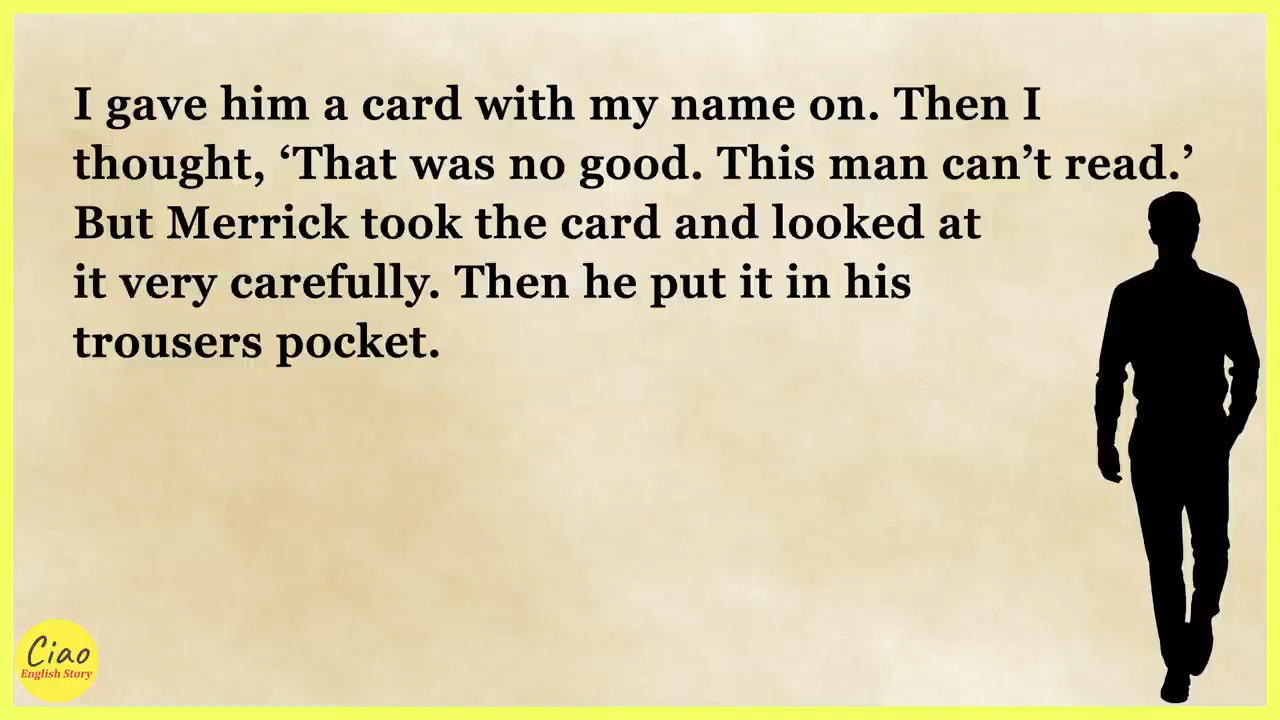 I gave him a card with my name on. Then I
thought, ‘That was no good. This man can’t read.’
But Merrick took the card and looked at
it very carefully. Then he put it in his
trousers pocket.
Ciao
English Story